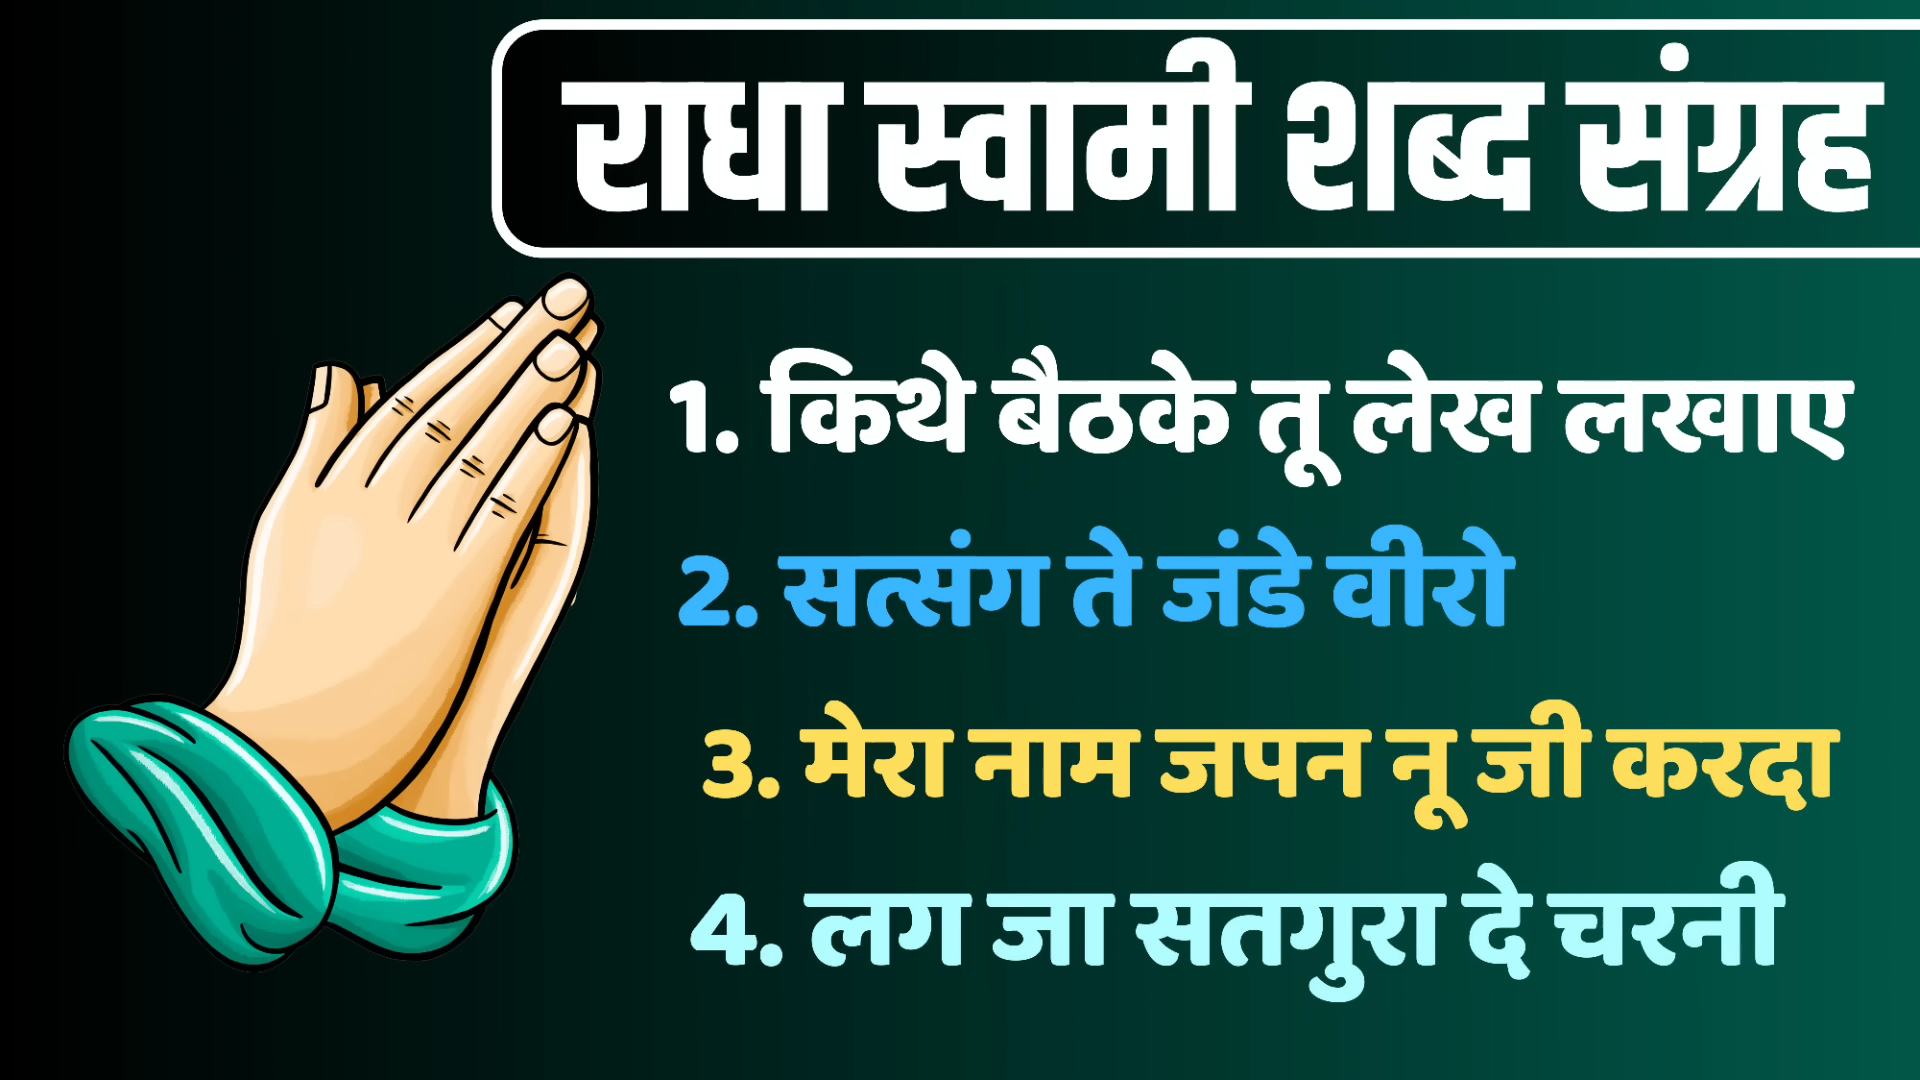 राधा स्वामी शब्द संग्रह
1. किथे बैठके तू लेख लखाए
2. सत्संग ते जंडे वीरो
3. मेरा नाम जपन नू जी करदा
4. लग जा सतगुरा दे चरनी